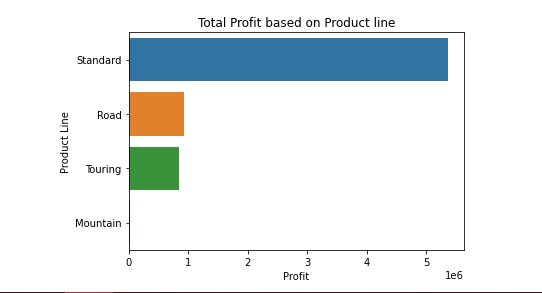 Total Profit based on Product line
Product Line
Standard
Road
Touring
Mountain
0 1 2 3 4 5
1e6
Profit